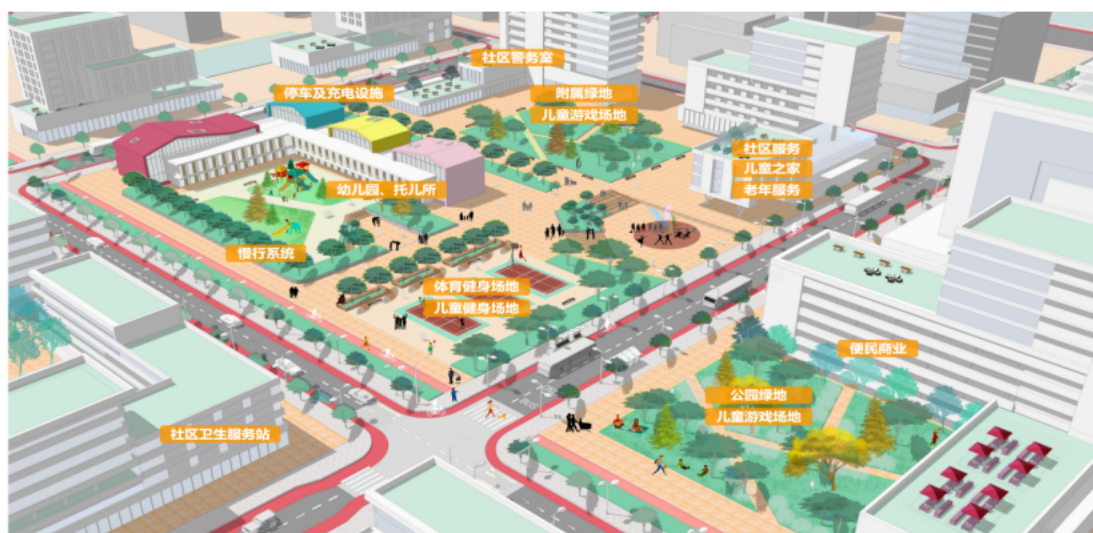 社区警务室
停车及充电设施
附属绿地
儿童游戏场地
社区服务
儿童之家
老年服务
幼儿园、托儿所
慢行系统
体育健身场地
儿童健身场地
便民商业
公园绿地
儿童游戏场地
社区卫生服务站